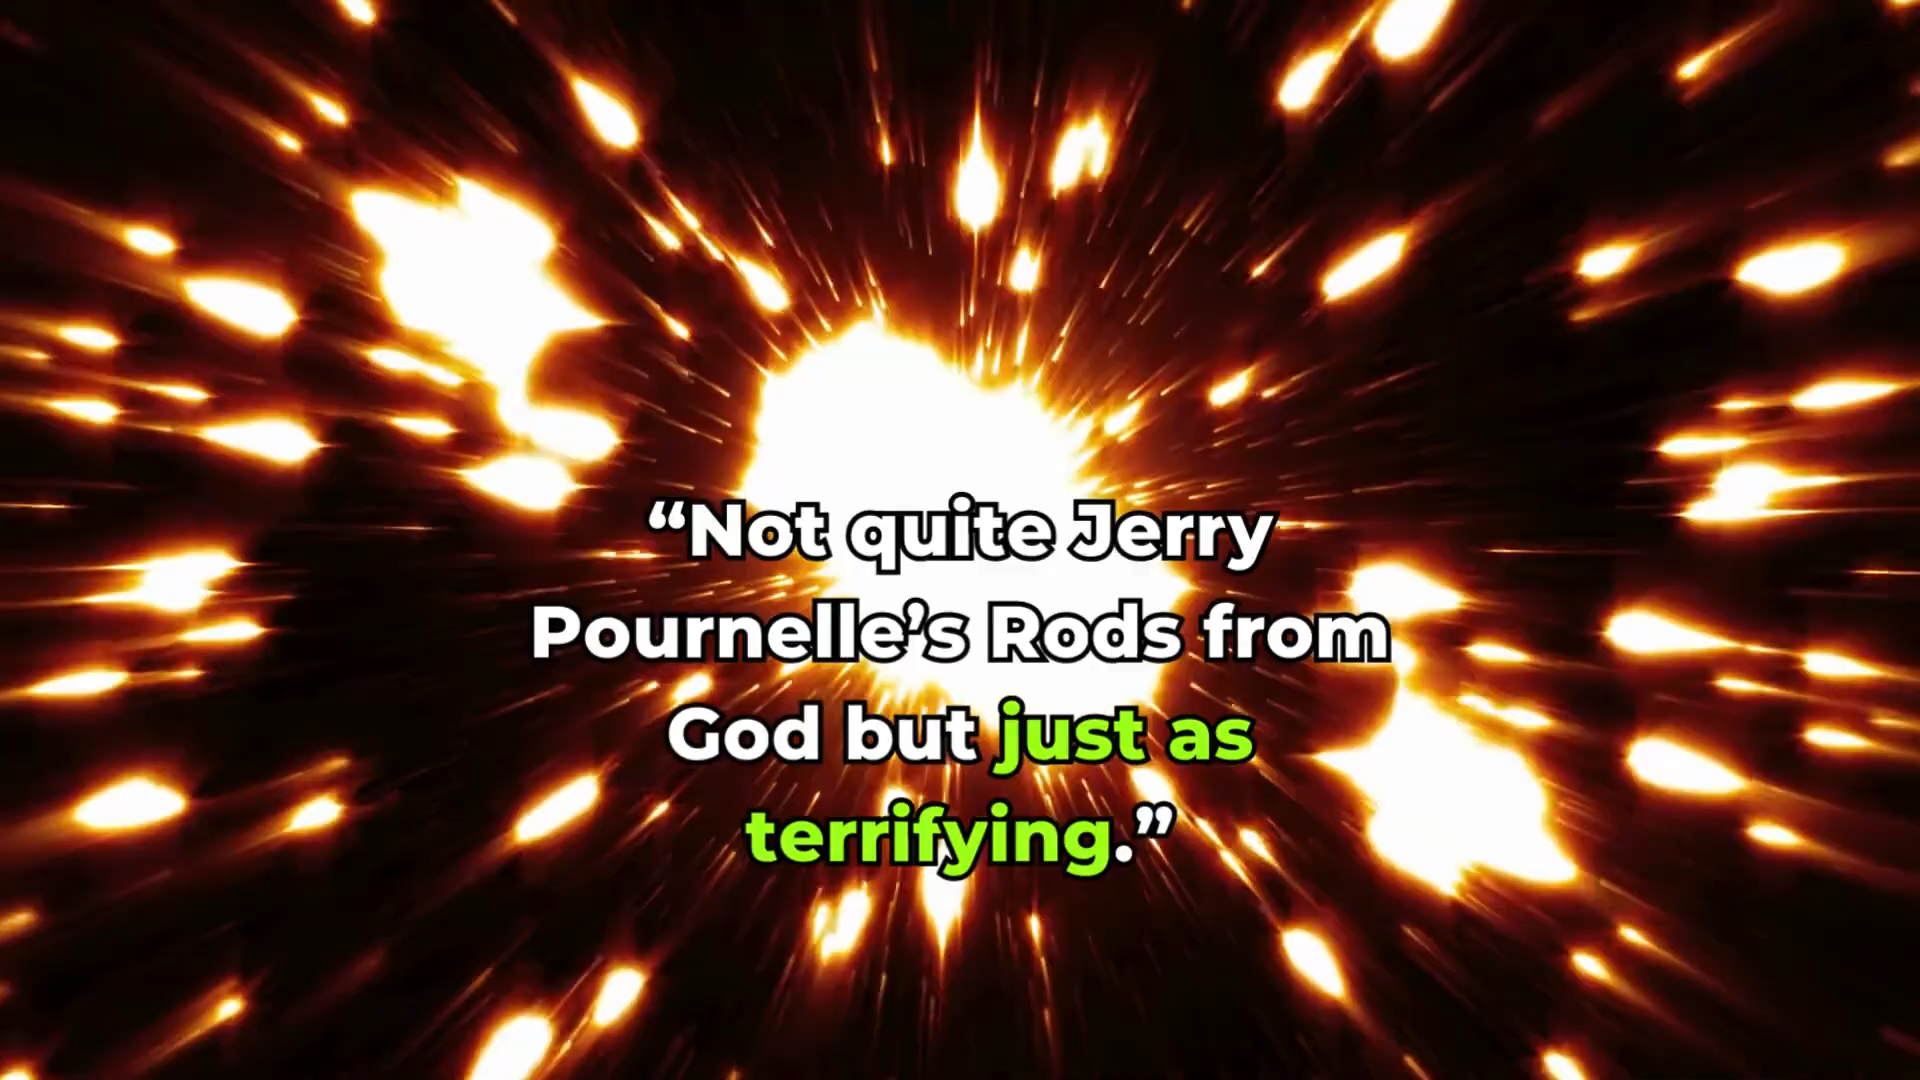 “Not quite Jerry
Pournelle’s Rods from
God but just as
terrifying.”